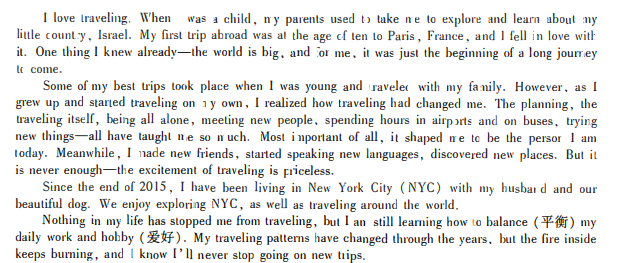 I love traveling. When was a child, my parents used to take me to explore and learn about my
little country, Israel. My first trip abroad was at the age of ten to Paris, France, and I fell in love with
it. One thing I knew already—the world is big, and for me, it was just the beginning of a long journey
to come.
Some of my best trips took place when I was young and traveled with my family. However, as I
grew up and started traveling on my own, I realized how traveling had changed me. The planning, the
traveling itself, being all alone, meeting new people, spending hours in airports and on buses, trying
new things—all have taught me so much. Most important of all, it shaped me to be the person I am
today. Meanwhile, I made new friends, started speaking new languages, discovered new places. But it
is never enough—the excitement of traveling is priceless.
Since the end of 2015, I have been living in New York City (NYC) with my husband and our
beautiful dog. We enjoy exploring NYC, as well as traveling around the world.
Nothing in my life has stopped me from traveling, but I am still learning how to balance (平衡) my
daily work and hobby (爱好). My traveling patterns have changed through the years, but the fire inside
keeps burning, and I know I'll never stop going on new trips.